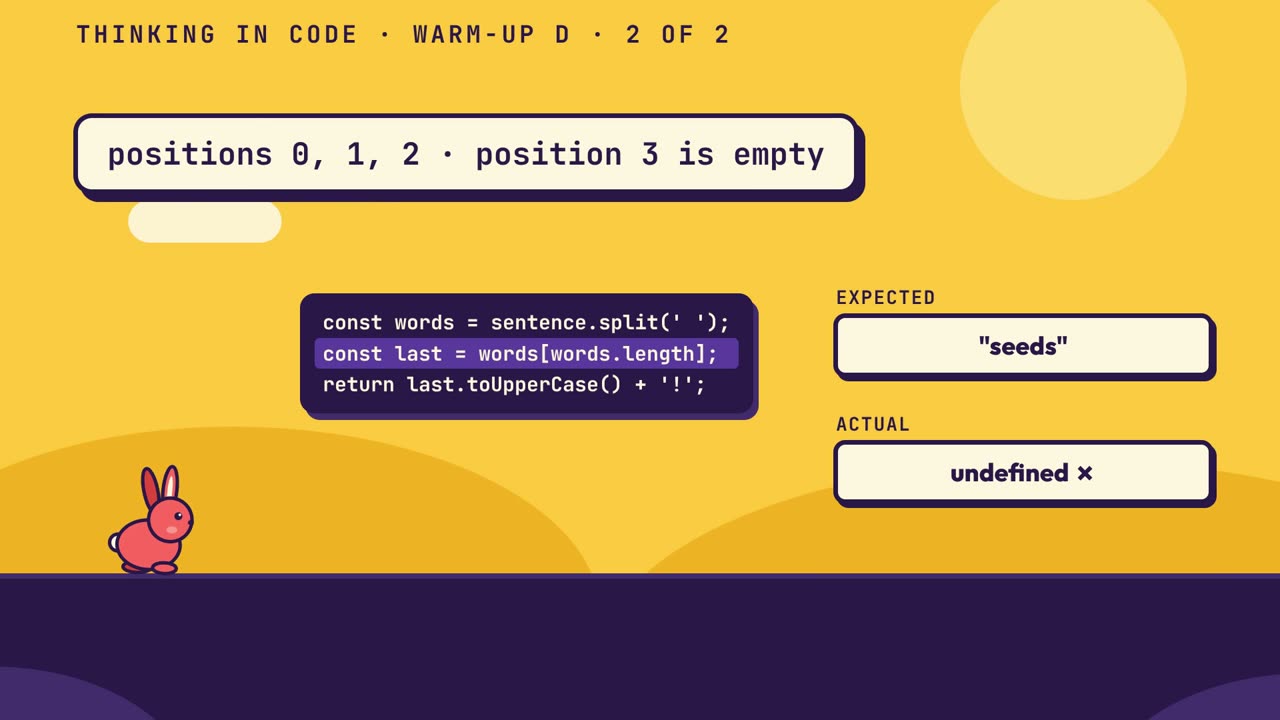 THINKING IN CODE · WARM-UP D · 2 OF 2
positions 0, 1, 2 · position 3 is empty
const words = sentence.split(' ');
const last = words[words.length];
return last.toUpperCase() + '!';
EXPECTED
"seeds"
ACTUAL
undefined ×